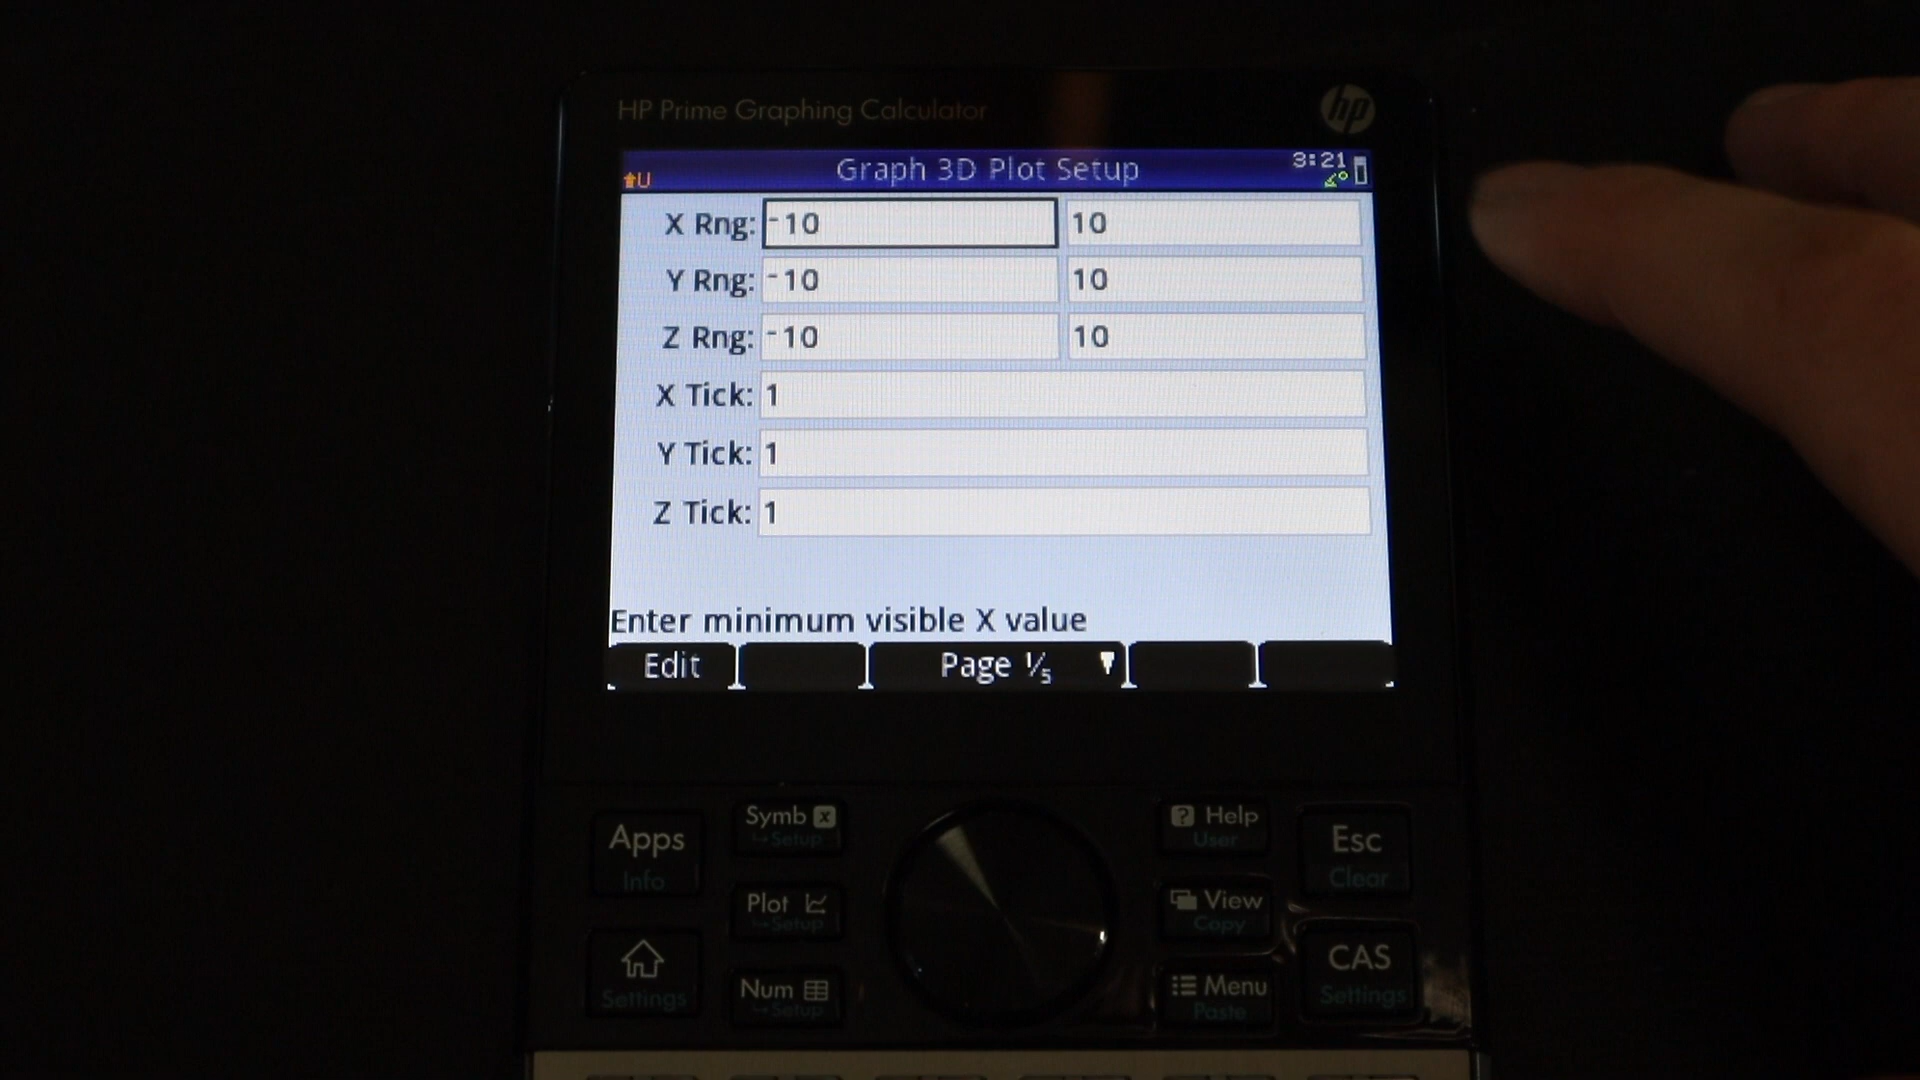 HP Prime Graphing Calculator
hp
U
Graph 3D Plot Setup
3:21
X Rng: -10 10
Y Rng: -10 10
Z Rng: -10 10
X Tick: 1
Y Tick: 1
Z Tick: 1
Enter minimum visible X value
Edit Page 1/5
Apps
Info
Symb
Setup
Help
User
Esc
Clear
Plot
Setup
View
Copy
Settings
Num
Setup
Menu
Paste
CAS
Settings